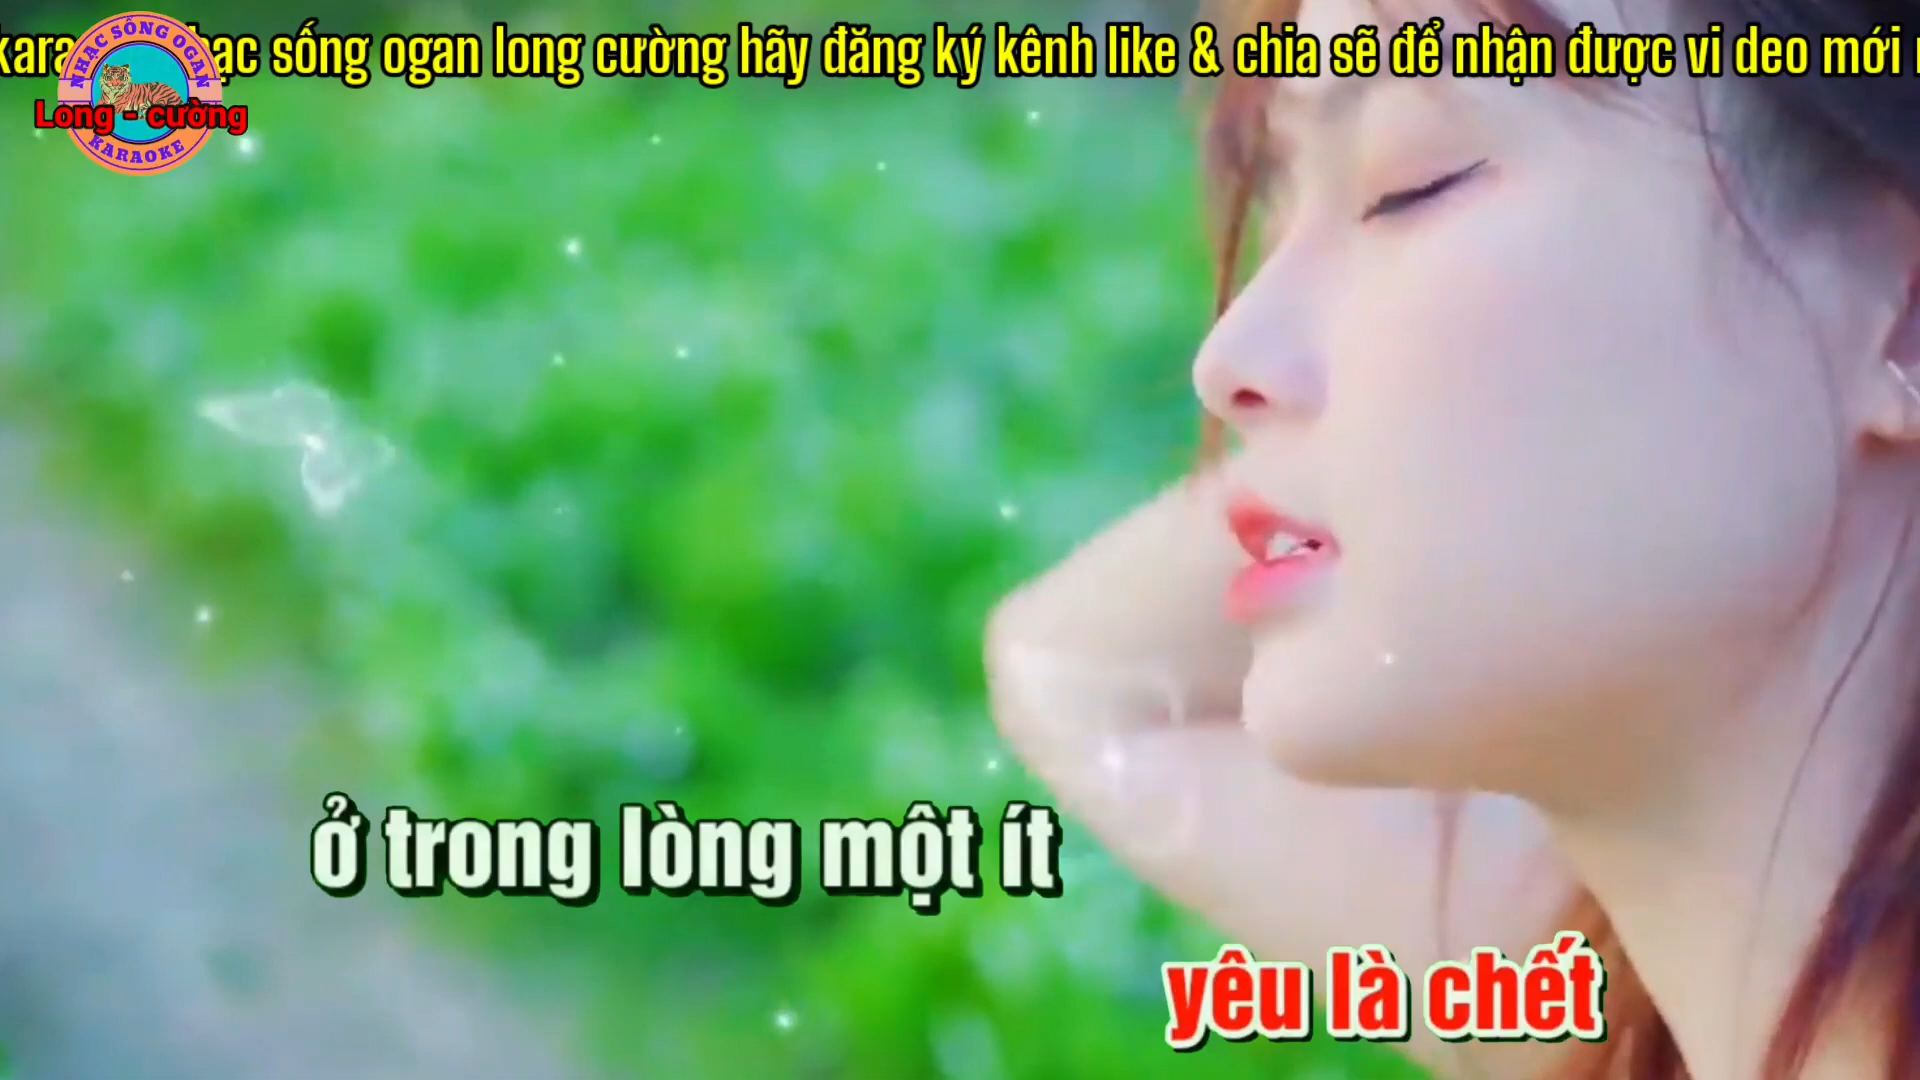 hạc sống ogan long cường hãy đăng ký kênh like & chia sẽ để nhận được vi deo mới
NHẠC SỐNG OGAN
Long - cường
KARAOKE
ở trong lòng một ít
yêu là chết